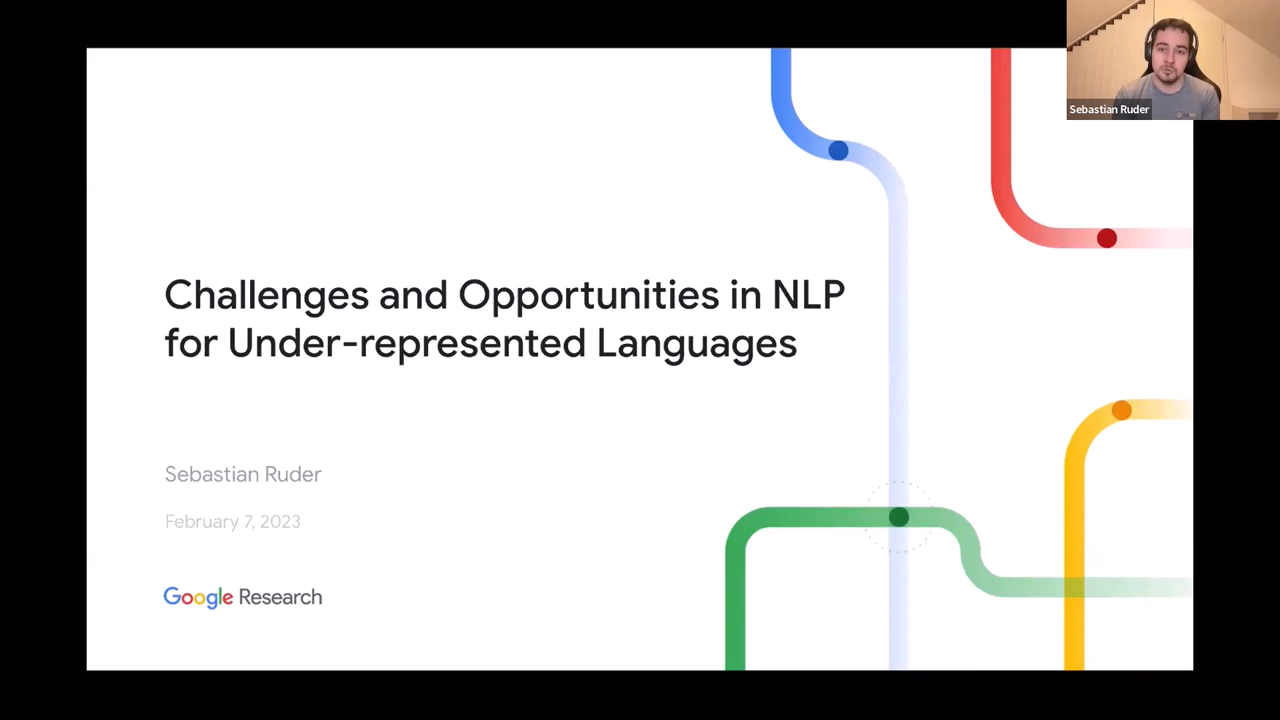 Sebastian Ruder
Challenges and Opportunities in NLP
for Under-represented Languages
Sebastian Ruder
February 7, 2023
Google Research